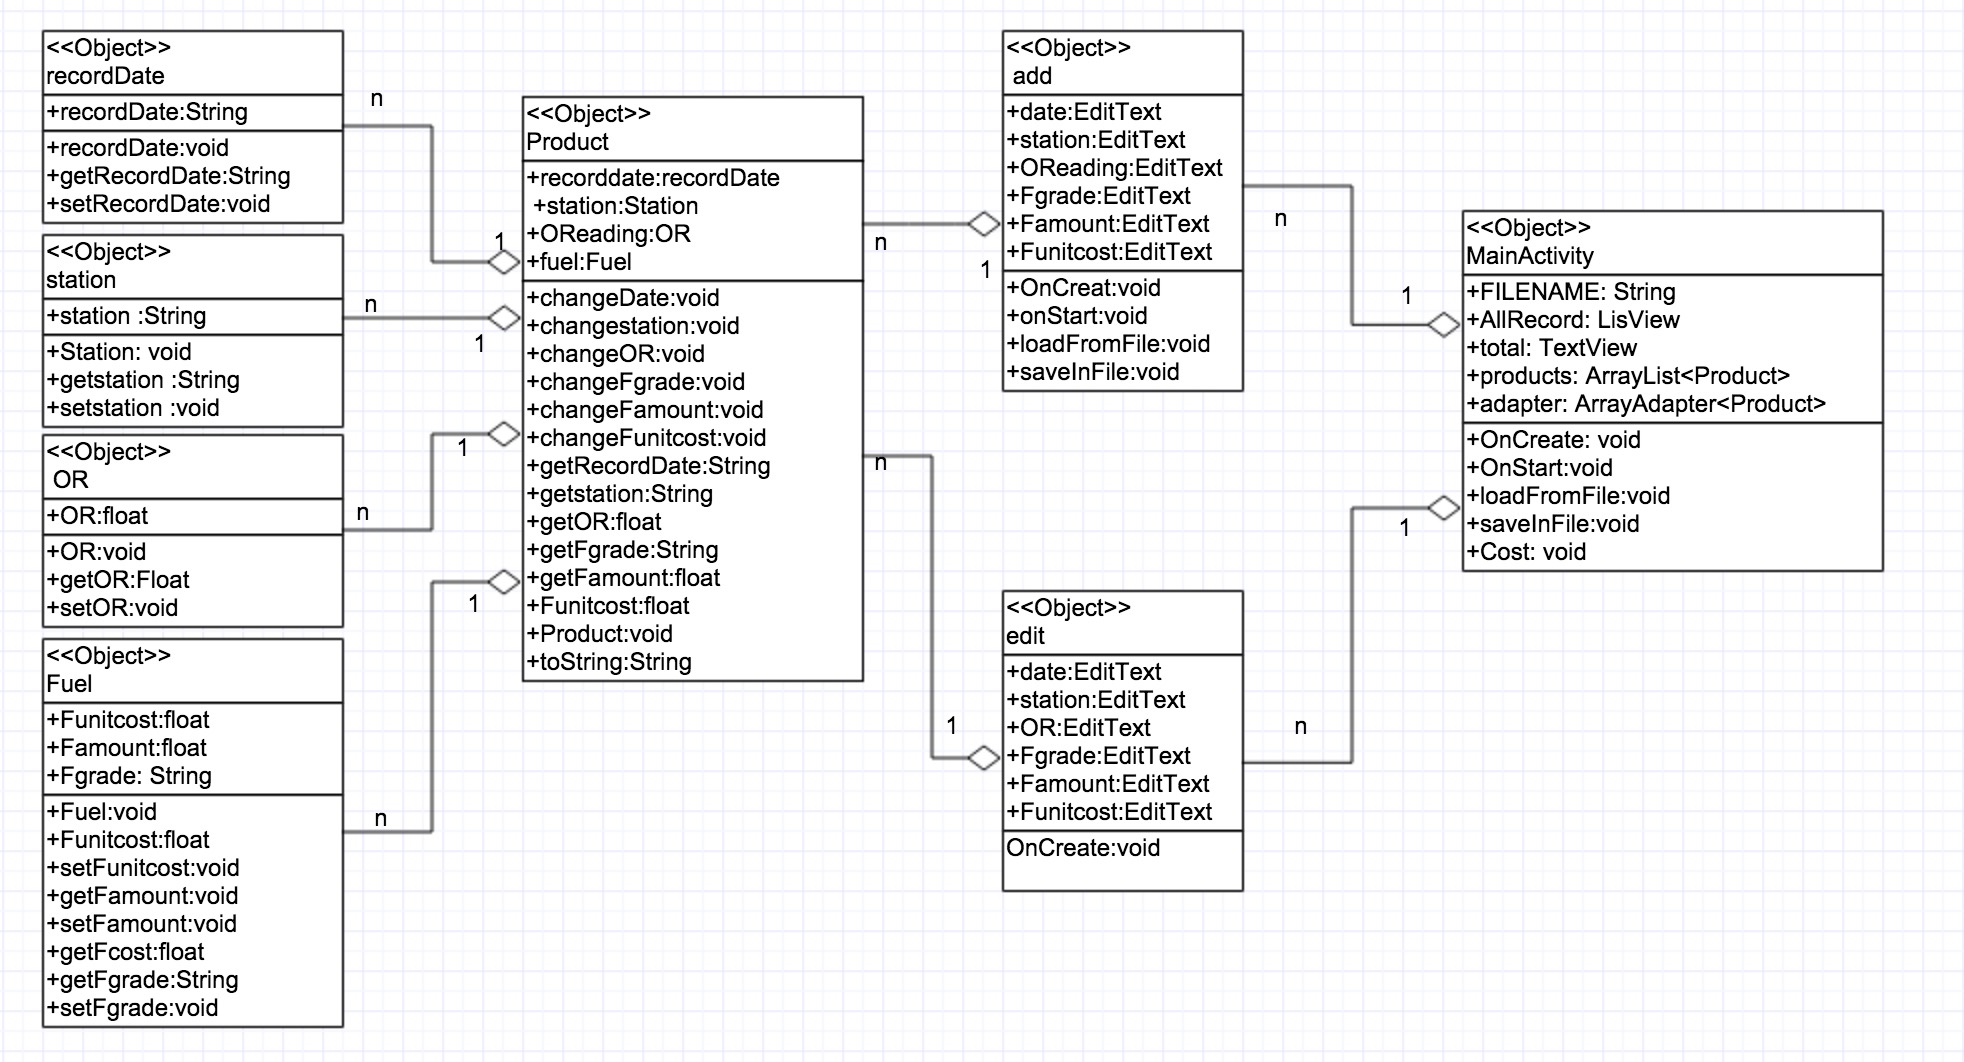 <<Object>>
recordDate
+recordDate:String
+recordDate:void
+getRecordDate:String
+setRecordDate:void
n
<<Object>>
station
+station :String
+Station: void
+getstation :String
+setstation :void
n
<<Object>>
OR
+OR:float
+OR:void
+getOR:Float
+setOR:void
n
<<Object>>
Fuel
+Funitcost:float
+Famount:float
+Fgrade: String
+Fuel:void
+Funitcost:float
+setFunitcost:void
+getFamount:void
+setFamount:void
+getFcost:float
+getFgrade:String
+setFgrade:void
n
1
1
1
1
<<Object>>
Product
+recorddate:recordDate
+station:Station
+OReading:OR
+fuel:Fuel
+changeDate:void
+changestation:void
+changeOR:void
+changeFgrade:void
+changeFamount:void
+changeFunitcost:void
+getRecordDate:String
+getstation:String
+getOR:float
+getFgrade:String
+getFamount:float
+Funitcost:float
+Product:void
+toString:String
n
1
n
1
<<Object>>
add
+date:EditText
+station:EditText
+OReading:EditText
+Fgrade:EditText
+Famount:EditText
+Funitcost:EditText
+OnCreat:void
+onStart:void
+loadFromFile:void
+saveInFile:void
n
1
<<Object>>
edit
+date:EditText
+station:EditText
+OR:EditText
+Fgrade:EditText
+Famount:EditText
+Funitcost:EditText
OnCreate:void
n
1
<<Object>>
MainActivity
+FILENAME: String
+AllRecord: LisView
+total: TextView
+products: ArrayList<Product>
+adapter: ArrayAdapter<Product>
+OnCreate: void
+OnStart:void
+loadFromFile:void
+saveInFile:void
+Cost: void